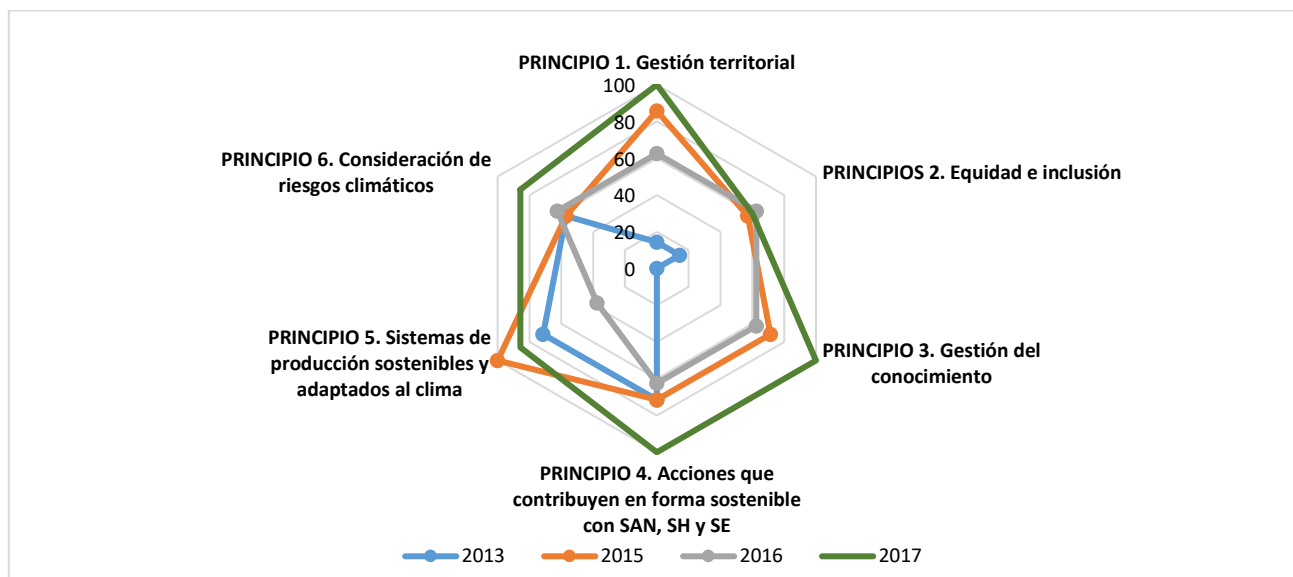 PRINCIPIO 1. Gestión territorial
100
80
60
40
20
0
PRINCIPIOS 2. Equidad e inclusión
PRINCIPIO 3. Gestión del
conocimiento
PRINCIPIO 4. Acciones que
contribuyen en forma sostenible
con SAN, SH y SE
PRINCIPIO 5. Sistemas de
producción sostenibles y
adaptados al clima
PRINCIPIO 6. Consideración de
riesgos climáticos
2013 2015 2016 2017